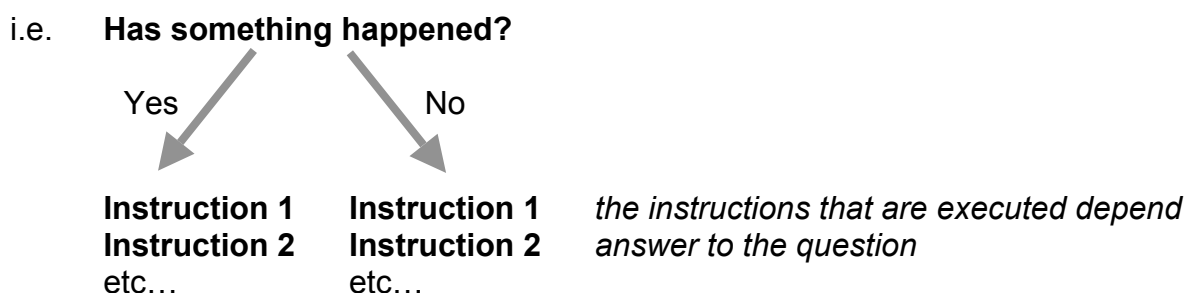 i.e. Has something happened?
Yes No
Instruction 1 Instruction 1 the instructions that are executed depend
Instruction 2 Instruction 2 answer to the question
etc… etc…